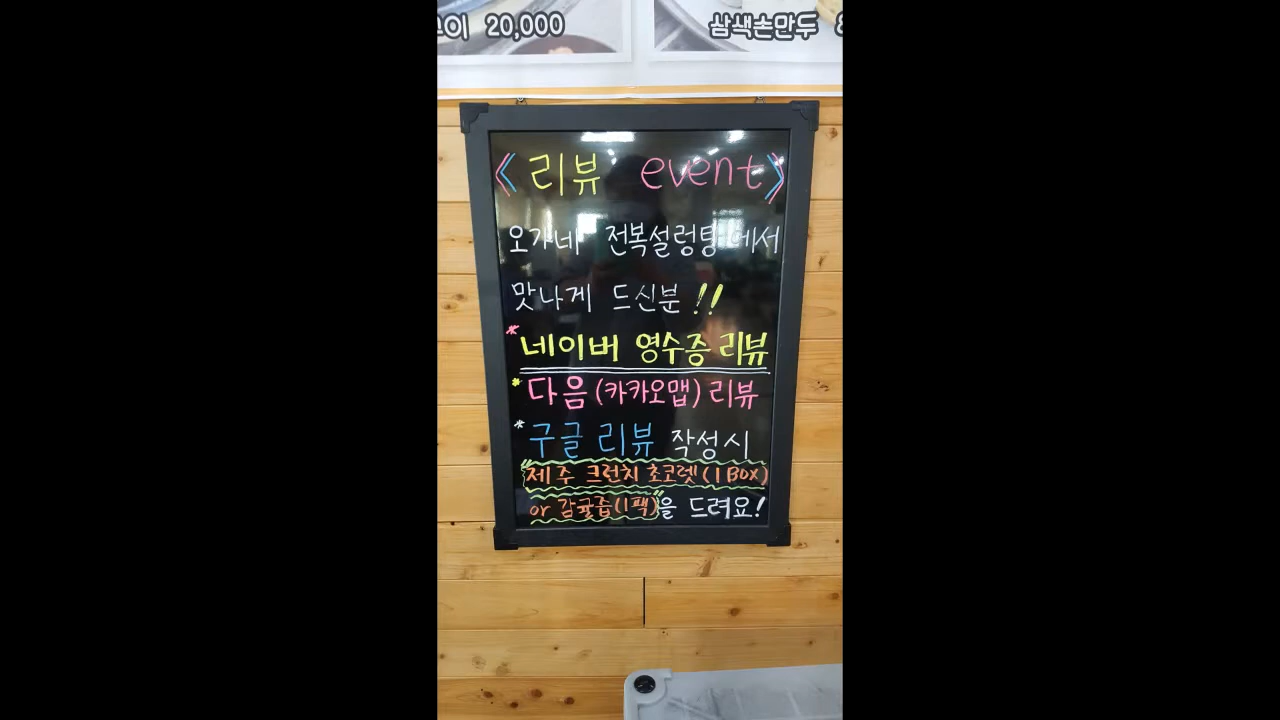 이 20,000
삼색손만두
《 리뷰 event 》
오가네 전복설렁탕에서
맛나게 드신분!!
* 네이버 영수증 리뷰
* 다음(카카오맵) 리뷰
* 구글 리뷰 작성시
"제주 크런치 초코렛(1 Box)
or 감귤즙(1팩)"을 드려요!